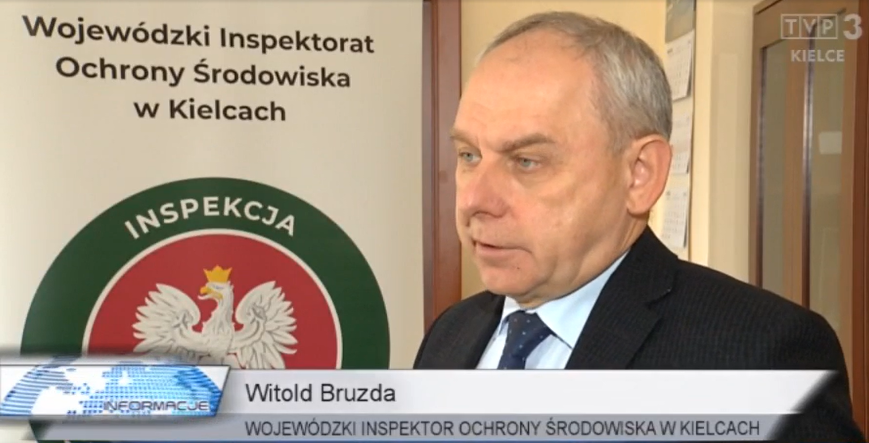 Wojewódzki Inspektorat
Ochrony Środowiska
w Kielcach
TVP3
KIELCE
INSPEKCJA
INFORMACJE
Witold Bruzda
WOJEWÓDZKI INSPEKTOR OCHRONY ŚRODOWISKA W KIELCACH